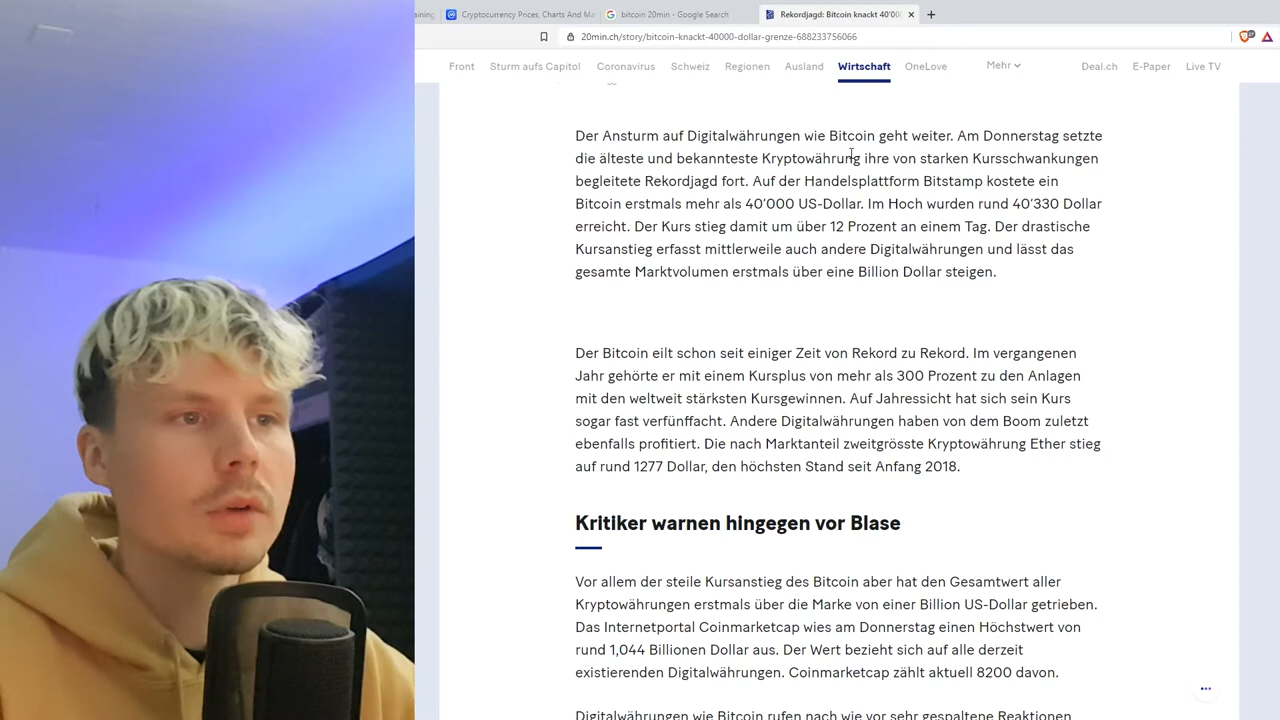 Cryptocurrency Prices, Charts And Ma
bitcoin 20min - Google Search
Rekordjagd: Bitcoin knackt 40'00
20min.ch/story/bitcoin-knackt-40000-dollar-grenze-688233756066
Front Sturm aufs Capitol Coronavirus Schweiz Regionen Ausland Wirtschaft OneLove Mehr Deal.ch E-Paper Live TV
Der Ansturm auf Digitalwährungen wie Bitcoin geht weiter. Am Donnerstag setzte
die älteste und bekannteste Kryptowährung ihre von starken Kursschwankungen
begleitete Rekordjagd fort. Auf der Handelsplattform Bitstamp kostete ein
Bitcoin erstmals mehr als 40'000 US-Dollar. Im Hoch wurden rund 40'330 Dollar
erreicht. Der Kurs stieg damit um über 12 Prozent an einem Tag. Der drastische
Kursanstieg erfasst mittlerweile auch andere Digitalwährungen und lässt das
gesamte Marktvolumen erstmals über eine Billion Dollar steigen.
Der Bitcoin eilt schon seit einiger Zeit von Rekord zu Rekord. Im vergangenen
Jahr gehörte er mit einem Kursplus von mehr als 300 Prozent zu den Anlagen
mit den weltweit stärksten Kursgewinnen. Auf Jahressicht hat sich sein Kurs
sogar fast verfünffacht. Andere Digitalwährungen haben von dem Boom zuletzt
ebenfalls profitiert. Die nach Marktanteil zweitgrösste Kryptowährung Ether stieg
auf rund 1277 Dollar, den höchsten Stand seit Anfang 2018.
Kritiker warnen hingegen vor Blase
Vor allem der steile Kursanstieg des Bitcoin aber hat den Gesamtwert aller
Kryptowährungen erstmals über die Marke von einer Billion US-Dollar getrieben.
Das Internetportal Coinmarketcap wies am Donnerstag einen Höchstwert von
rund 1,044 Billionen Dollar aus. Der Wert bezieht sich auf alle derzeit
existierenden Digitalwährungen. Coinmarketcap zählt aktuell 8200 davon.
Digitalwährungen wie Bitcoin rufen nach wie vor sehr gespaltene Reaktionen